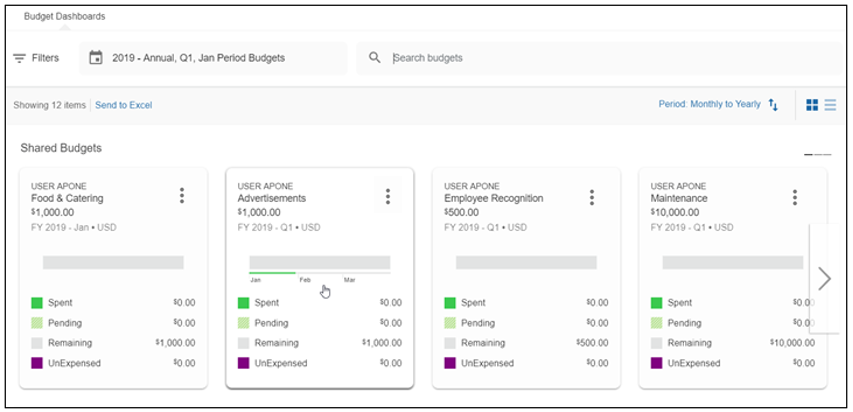 Budget Dashboards
Filters
2019 - Annual, Q1, Jan Period Budgets
Search budgets
Showing 12 items
Send to Excel
Period: Monthly to Yearly
Shared Budgets
USER APONE
Food & Catering
$1,000.00
FY 2019 - Jan • USD
Spent $0.00
Pending $0.00
Remaining $1,000.00
UnExpensed $0.00
USER APONE
Advertisements
$1,000.00
FY 2019 - Q1 • USD
Jan Feb Mar
Spent $0.00
Pending $0.00
Remaining $1,000.00
UnExpensed $0.00
USER APONE
Employee Recognition
$500.00
FY 2019 - Q1 • USD
Spent $0.00
Pending $0.00
Remaining $500.00
UnExpensed $0.00
USER APONE
Maintenance
$10,000.00
FY 2019 - Q1 • USD
Spent $0.00
Pending $0.00
Remaining $10,000.00
UnExpensed $0.00